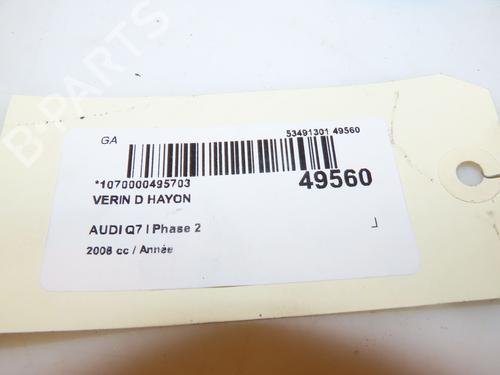 B-PARTS
GA
53491301 49560
*1070000495703
49560
VERIN D HAYON
AUDI Q7 I Phase 2
2008 cc / Année